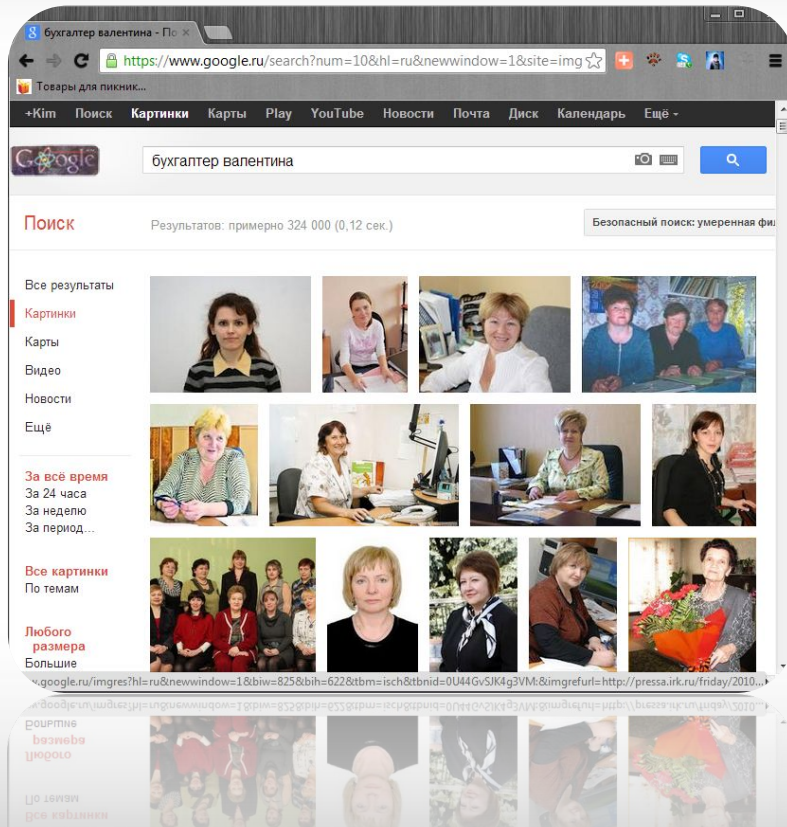 бухгалтер валентина - По
https://www.google.ru/search?num=10&hl=ru&newwindow=1&site=img
Товары для пикник...
+Kim Поиск Картинки Карты Play YouTube Новости Почта Диск Календарь Ещё
Google
бухгалтер валентина
Поиск
Результатов: примерно 324 000 (0,12 сек.)
Безопасный поиск: умеренная фил
Все результаты
Картинки
Карты
Видео
Новости
Ещё
За всё время
За 24 часа
За неделю
За период...
Все картинки
По темам
Любого
размера
Большие
w.google.ru/imgres?hl=ru&newwindow=1&biw=825&bih=622&tbm=isch&tbnid=0U44GvSJK4g3VM:&imgrefurl=http://pressa.irk.ru/friday/2010...